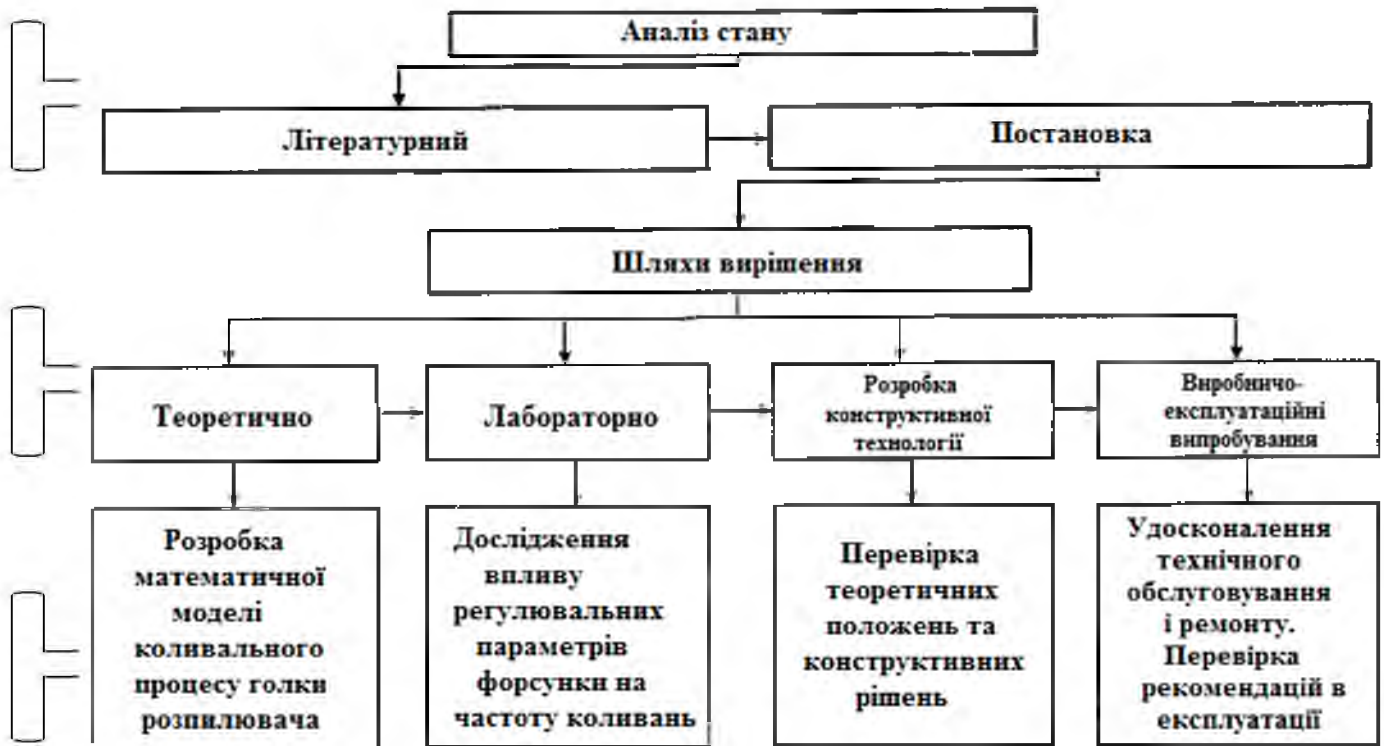 Аналіз стану
Літературний
Постановка
Шляхи вирішення
Теоретично
Лабораторно
Розробка
конструктивної
технології
Виробничо-
експлуатаційні
випробування
Розробка
математичної
моделі
коливального
процесу голки
розпилювача
Дослідження
впливу
регулювальних
параметрів
форсунки на
частоту коливань
Перевірка
теоретичних
положень та
конструктивних
рішень
Удосконалення
технічного
обслуговування
і ремонту.
Перевірка
рекомендацій в
експлуатації